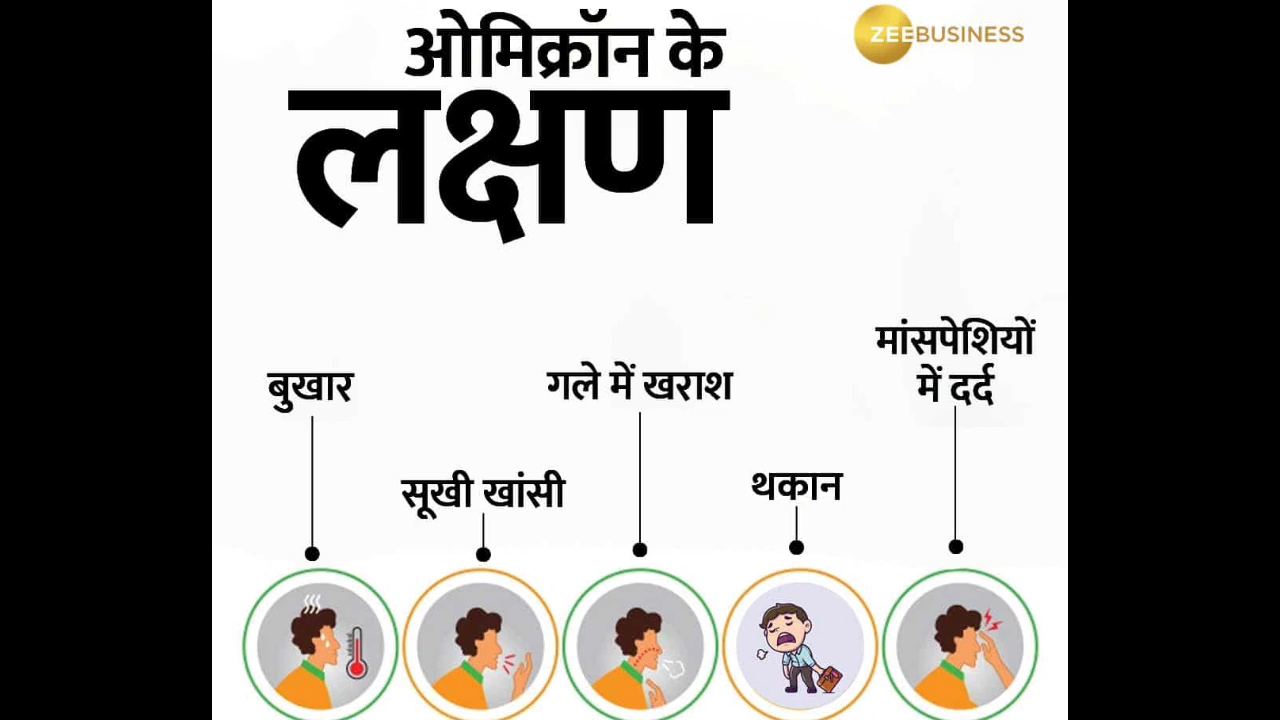 ओमिक्रॉन के
लक्षण
ZEEBUSINESS
बुखार
सूखी खांसी
गले में खराश
थकान
मांसपेशियों
में दर्द